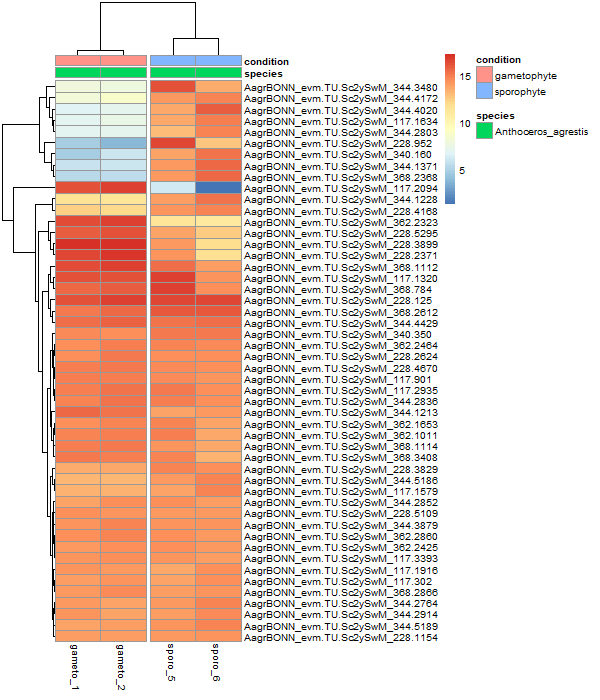 condition
species
AagrBONN_evm.TU.Sc2ySwM_344.3480
AagrBONN_evm.TU.Sc2ySwM_344.4172
AagrBONN_evm.TU.Sc2ySwM_344.4020
AagrBONN_evm.TU.Sc2ySwM_117.1634
AagrBONN_evm.TU.Sc2ySwM_344.2803
AagrBONN_evm.TU.Sc2ySwM_228.952
AagrBONN_evm.TU.Sc2ySwM_340.160
AagrBONN_evm.TU.Sc2ySwM_344.1371
AagrBONN_evm.TU.Sc2ySwM_368.2368
AagrBONN_evm.TU.Sc2ySwM_117.2094
AagrBONN_evm.TU.Sc2ySwM_344.1228
AagrBONN_evm.TU.Sc2ySwM_228.4168
AagrBONN_evm.TU.Sc2ySwM_362.2323
AagrBONN_evm.TU.Sc2ySwM_228.5295
AagrBONN_evm.TU.Sc2ySwM_228.3899
AagrBONN_evm.TU.Sc2ySwM_228.2371
AagrBONN_evm.TU.Sc2ySwM_368.1112
AagrBONN_evm.TU.Sc2ySwM_117.1320
AagrBONN_evm.TU.Sc2ySwM_368.784
AagrBONN_evm.TU.Sc2ySwM_228.125
AagrBONN_evm.TU.Sc2ySwM_368.2612
AagrBONN_evm.TU.Sc2ySwM_344.4429
AagrBONN_evm.TU.Sc2ySwM_340.350
AagrBONN_evm.TU.Sc2ySwM_362.2464
AagrBONN_evm.TU.Sc2ySwM_228.2624
AagrBONN_evm.TU.Sc2ySwM_228.4670
AagrBONN_evm.TU.Sc2ySwM_117.901
AagrBONN_evm.TU.Sc2ySwM_117.2935
AagrBONN_evm.TU.Sc2ySwM_344.2836
AagrBONN_evm.TU.Sc2ySwM_344.1213
AagrBONN_evm.TU.Sc2ySwM_362.1653
AagrBONN_evm.TU.Sc2ySwM_362.1011
AagrBONN_evm.TU.Sc2ySwM_368.1114
AagrBONN_evm.TU.Sc2ySwM_368.3408
AagrBONN_evm.TU.Sc2ySwM_228.3829
AagrBONN_evm.TU.Sc2ySwM_344.5186
AagrBONN_evm.TU.Sc2ySwM_117.1579
AagrBONN_evm.TU.Sc2ySwM_344.2852
AagrBONN_evm.TU.Sc2ySwM_228.5109
AagrBONN_evm.TU.Sc2ySwM_344.3879
AagrBONN_evm.TU.Sc2ySwM_362.2860
AagrBONN_evm.TU.Sc2ySwM_362.2425
AagrBONN_evm.TU.Sc2ySwM_117.3393
AagrBONN_evm.TU.Sc2ySwM_117.1916
AagrBONN_evm.TU.Sc2ySwM_117.302
AagrBONN_evm.TU.Sc2ySwM_368.2866
AagrBONN_evm.TU.Sc2ySwM_344.2764
AagrBONN_evm.TU.Sc2ySwM_344.2914
AagrBONN_evm.TU.Sc2ySwM_344.5189
AagrBONN_evm.TU.Sc2ySwM_228.1154
gameto_1
gameto_2
sporo_5
sporo_6
15
10
5
condition
gametophyte
sporophyte
species
Anthoceros_agrestis